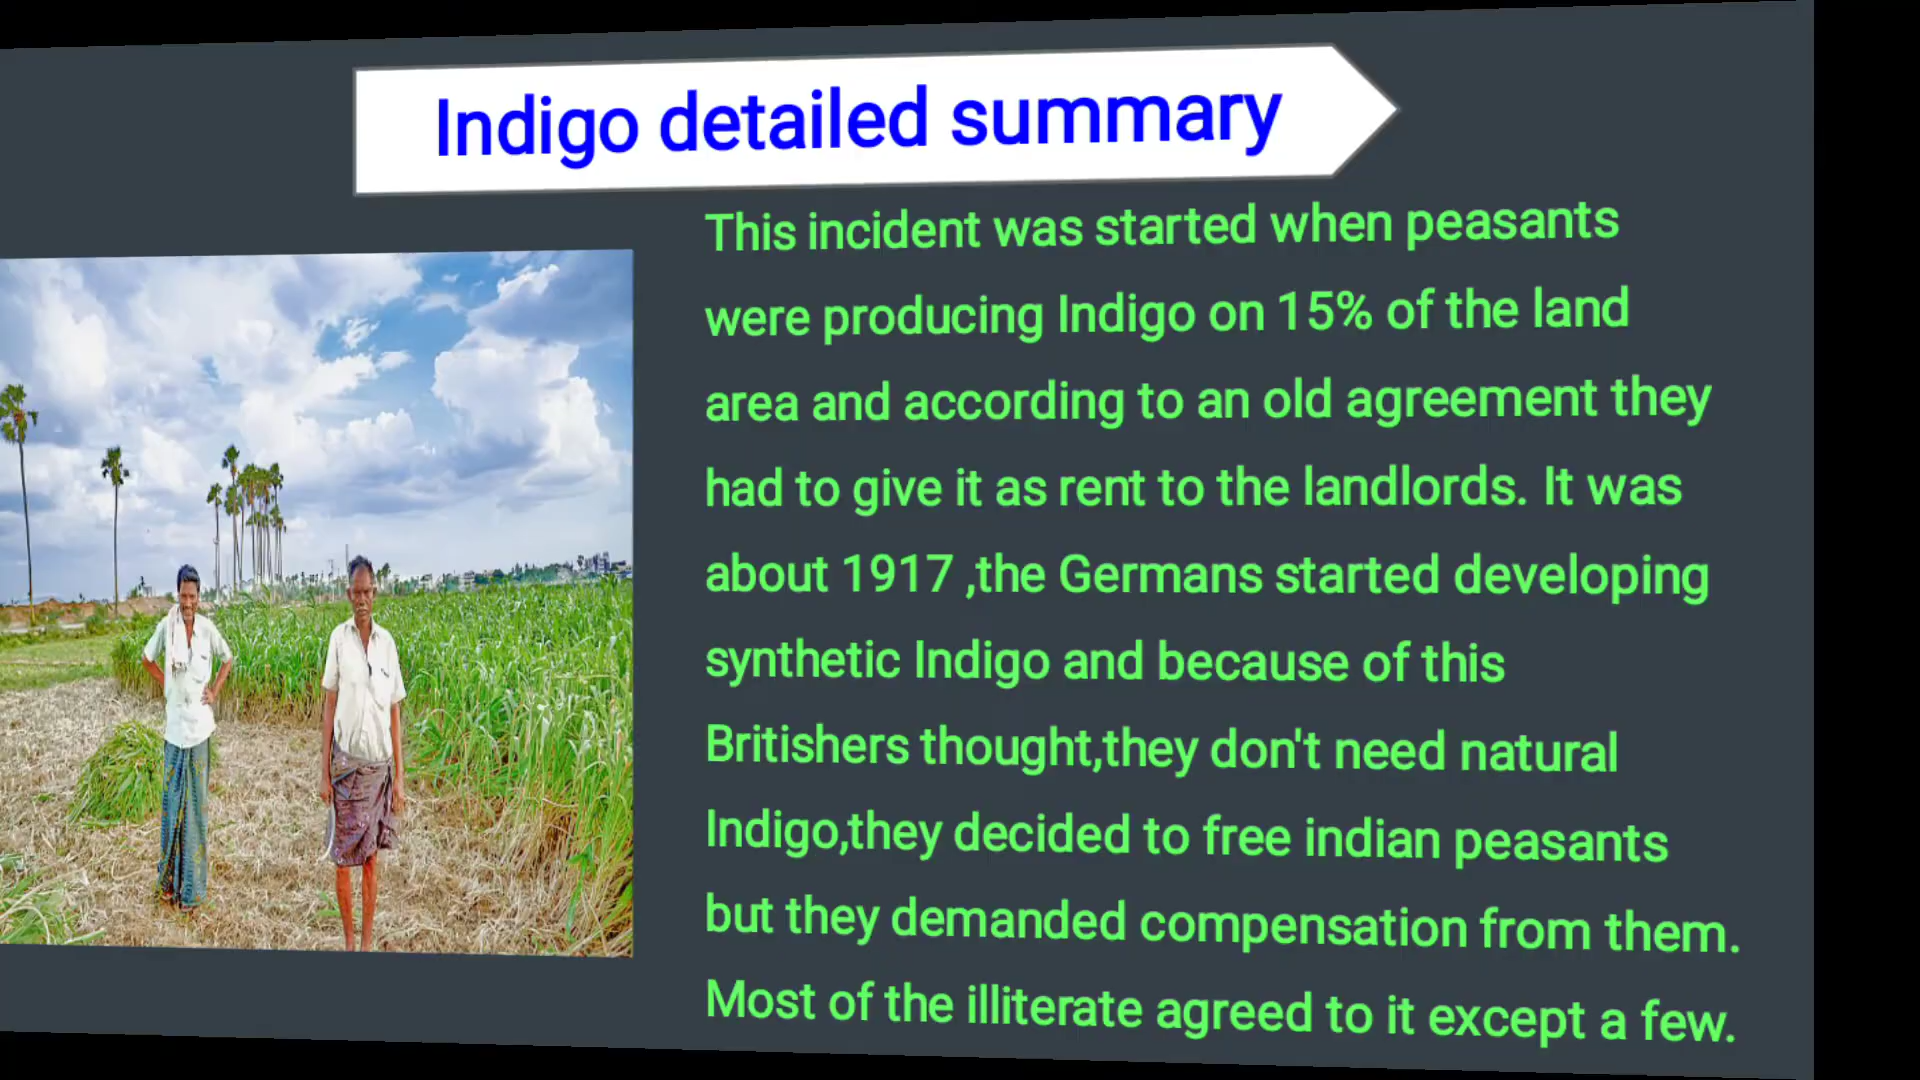 Indigo detailed summary
This incident was started when peasants
were producing Indigo on 15% of the land
area and according to an old agreement they
had to give it as rent to the landlords. It was
about 1917 ,the Germans started developing
synthetic Indigo and because of this
Britishers thought,they don't need natural
Indigo,they decided to free indian peasants
but they demanded compensation from them.
Most of the illiterate agreed to it except a few.